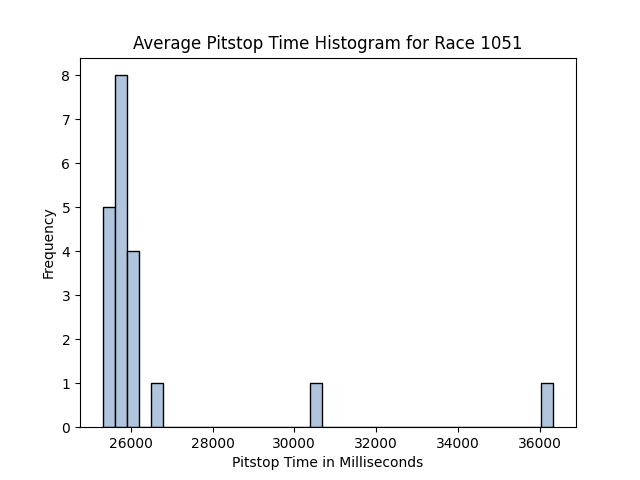 Average Pitstop Time Histogram for Race 1051
8
7
6
5
4
3
2
1
0
Frequency
26000 28000 30000 32000 34000 36000
Pitstop Time in Milliseconds